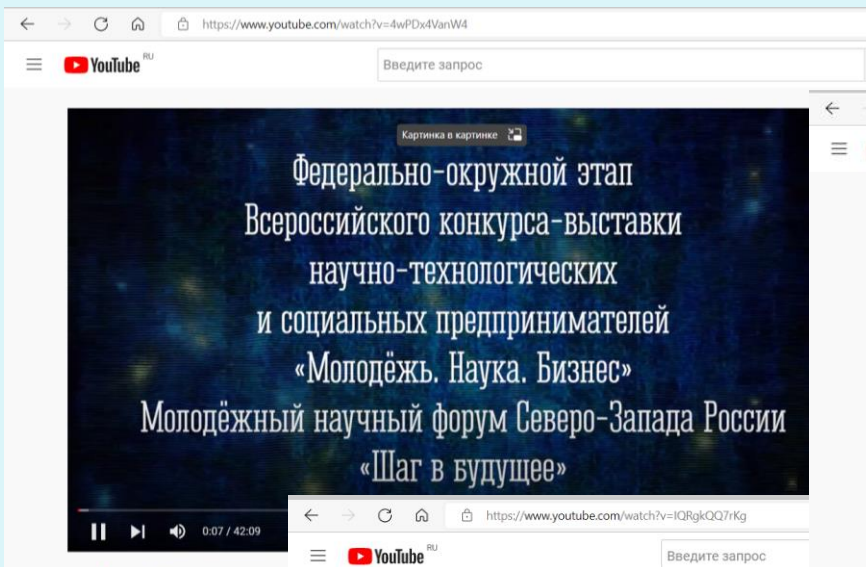 https://www.youtube.com/watch?v=4wPDx4VanW4
YouTube RU
Введите запрос
Картинка в картинке
Федерально-окружной этап
Всероссийского конкурса-выставки
научно-технологических
и социальных предпринимателей
«Молодёжь. Наука. Бизнес»
Молодёжный научный форум Северо-Запада России
«Шаг в будущее»
0:07 / 42:09
https://www.youtube.com/watch?v=IQRgkQQ7rKg
YouTube RU
Введите запрос